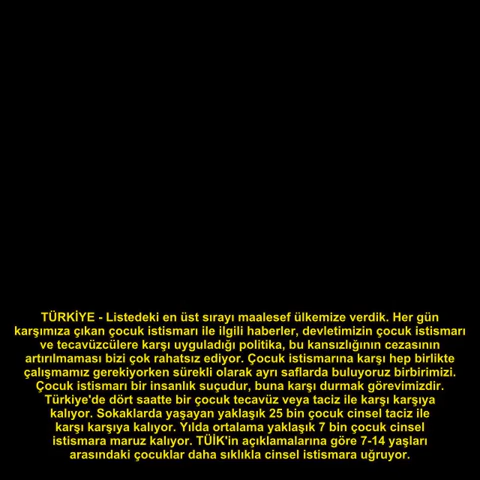 TÜRKİYE - Listedeki en üst sırayı maalesef ülkemize verdik. Her gün
karşımıza çıkan çocuk istismarı ile ilgili haberler, devletimizin çocuk istismarı
ve tecavüzcülere karşı uyguladığı politika, bu kansızlığının cezasının
artırılmaması bizi çok rahatsız ediyor. Çocuk istismarına karşı hep birlikte
çalışmamız gerekiyorken sürekli olarak ayrı saflarda buluyoruz birbirimizi.
Çocuk istismarı bir insanlık suçudur, buna karşı durmak görevimizdir.
Türkiye'de dört saatte bir çocuk tecavüz veya taciz ile karşı karşıya
kalıyor. Sokaklarda yaşayan yaklaşık 25 bin çocuk cinsel taciz ile
karşı karşıya kalıyor. Yılda ortalama yaklaşık 7 bin çocuk cinsel
istismara maruz kalıyor. TÜİK'in açıklamalarına göre 7-14 yaşları
arasındaki çocuklar daha sıklıkla cinsel istismara uğruyor.